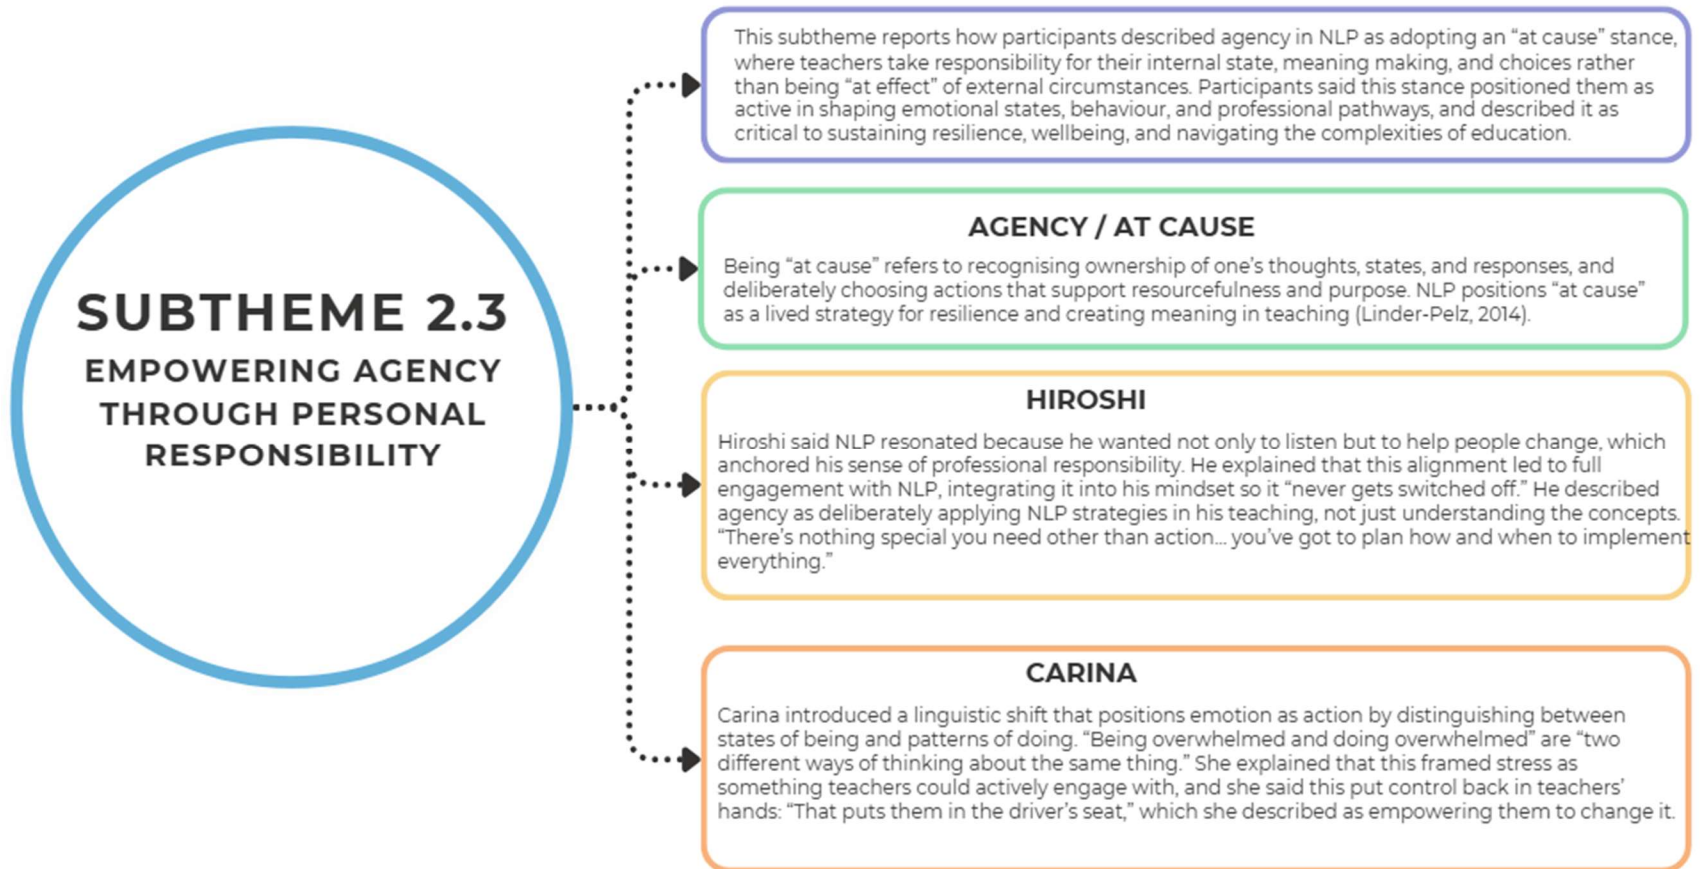 SUBTHEME 2.3
EMPOWERING AGENCY
THROUGH PERSONAL
RESPONSIBILITY
This subtheme reports how participants described agency in NLP as adopting an “at cause” stance,
where teachers take responsibility for their internal state, meaning making, and choices rather
than being “at effect” of external circumstances. Participants said this stance positioned them as
active in shaping emotional states, behaviour, and professional pathways, and described it as
critical to sustaining resilience, wellbeing, and navigating the complexities of education.
AGENCY / AT CAUSE
Being “at cause” refers to recognising ownership of one’s thoughts, states, and responses, and
deliberately choosing actions that support resourcefulness and purpose. NLP positions “at cause”
as a lived strategy for resilience and creating meaning in teaching (Linder-Pelz, 2014).
HIROSHI
Hiroshi said NLP resonated because he wanted not only to listen but to help people change, which
anchored his sense of professional responsibility. He explained that this alignment led to full
engagement with NLP, integrating it into his mindset so it “never gets switched off.” He described
agency as deliberately applying NLP strategies in his teaching, not just understanding the concepts.
“There’s nothing special you need other than action... you’ve got to plan how and when to implement
everything.”
CARINA
Carina introduced a linguistic shift that positions emotion as action by distinguishing between
states of being and patterns of doing. “Being overwhelmed and doing overwhelmed” are “two
different ways of thinking about the same thing.” She explained that this framed stress as
something teachers could actively engage with, and she said this put control back in teachers’
hands: “That puts them in the driver’s seat,” which she described as empowering them to change it.